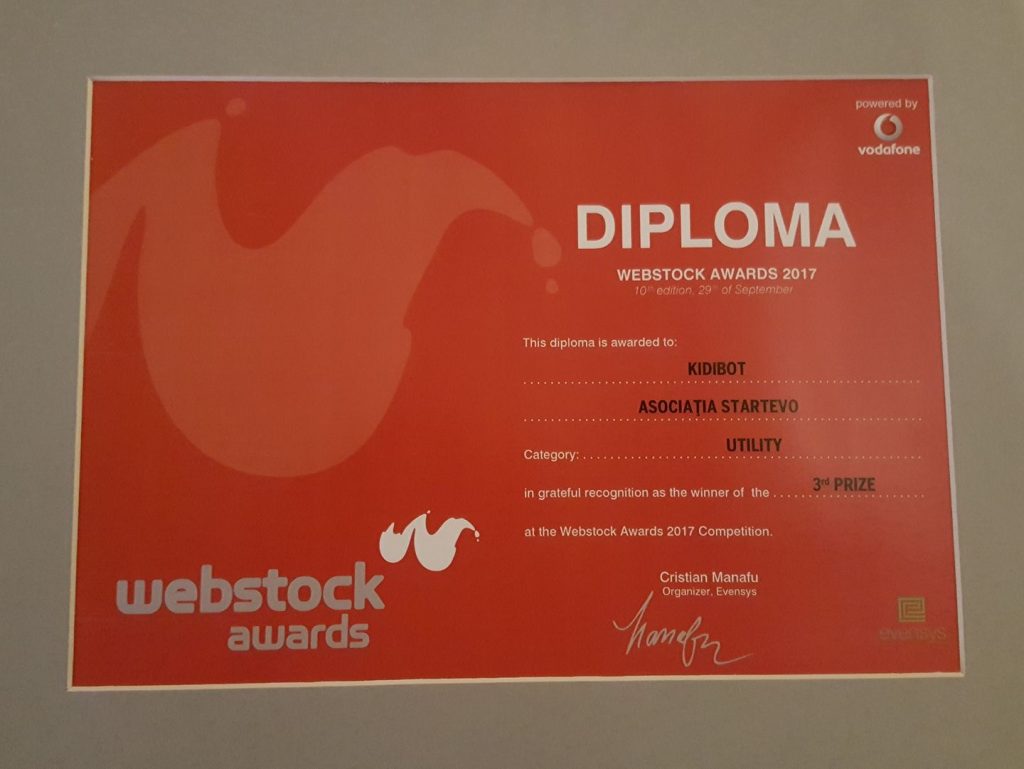 powered by
vodafone
DIPLOMA
WEBSTOCK AWARDS 2017
10th edition, 29th of September
This diploma is awarded to:
KIDIBOT
ASOCIAȚIA STARTEVO
Category: UTILITY
in grateful recognition as the winner of the 3rd PRIZE
at the Webstock Awards 2017 Competition.
Cristian Manafu
Organizer, Evensys
Manafu
webstock
awards
evensys